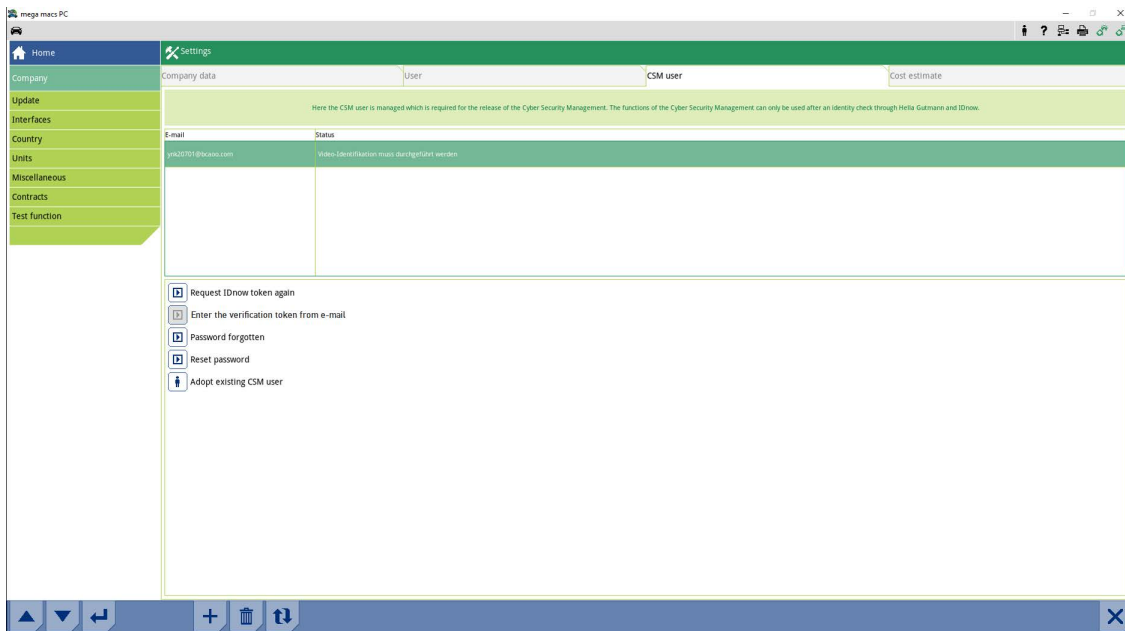 mega macs PC
Home
Settings
Company
Company data
User
CSM user
Cost estimate
Update
Interfaces
Country
Units
Miscellaneous
Contracts
Test function
Here the CSM user is managed which is required for the release of the Cyber Security Management. The functions of the Cyber Security Management can only be used after an identity check through Hella Gutmann and IDnow.
E-mail
Status
ynk20701@bcaoo.com
Video-Identifikation muss durchgeführt werden
Request IDnow token again
Enter the verification token from e-mail
Password forgotten
Reset password
Adopt existing CSM user